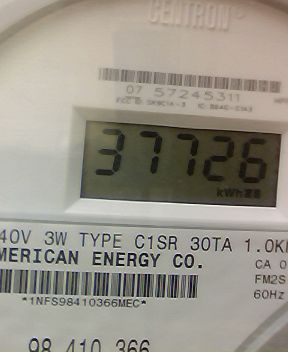 CENTRON®
07 57245311
37726
kWh
40V 3W TYPE C1SR 30TA 1.0K
MERICAN ENERGY CO.
CA 0
FM2S
60Hz
*1NFS98410366MEC*
98 410 366